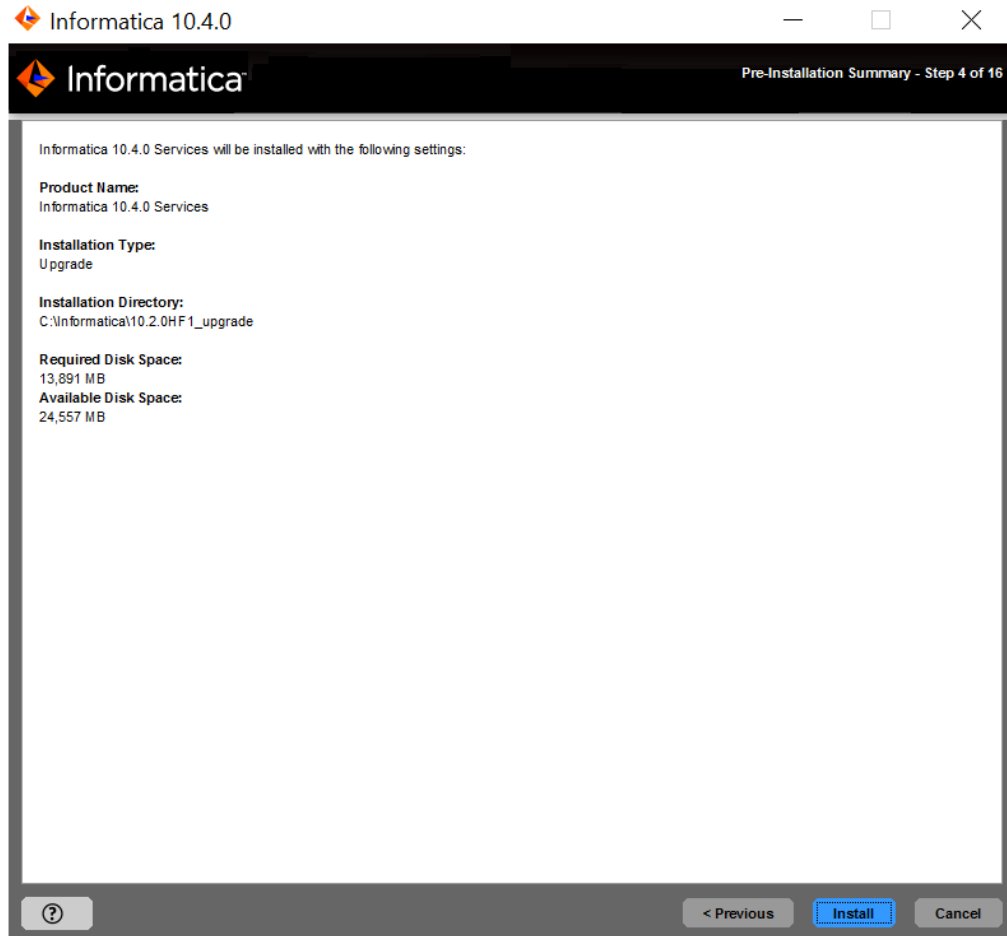 Informatica 10.4.0
Informatica
Pre-Installation Summary - Step 4 of 16
Informatica 10.4.0 Services will be installed with the following settings:
Product Name:
Informatica 10.4.0 Services
Installation Type:
Upgrade
Installation Directory:
C:\Informatica\10.2.0HF1_upgrade
Required Disk Space:
13,891 MB
Available Disk Space:
24,557 MB
?
< Previous
Install
Cancel